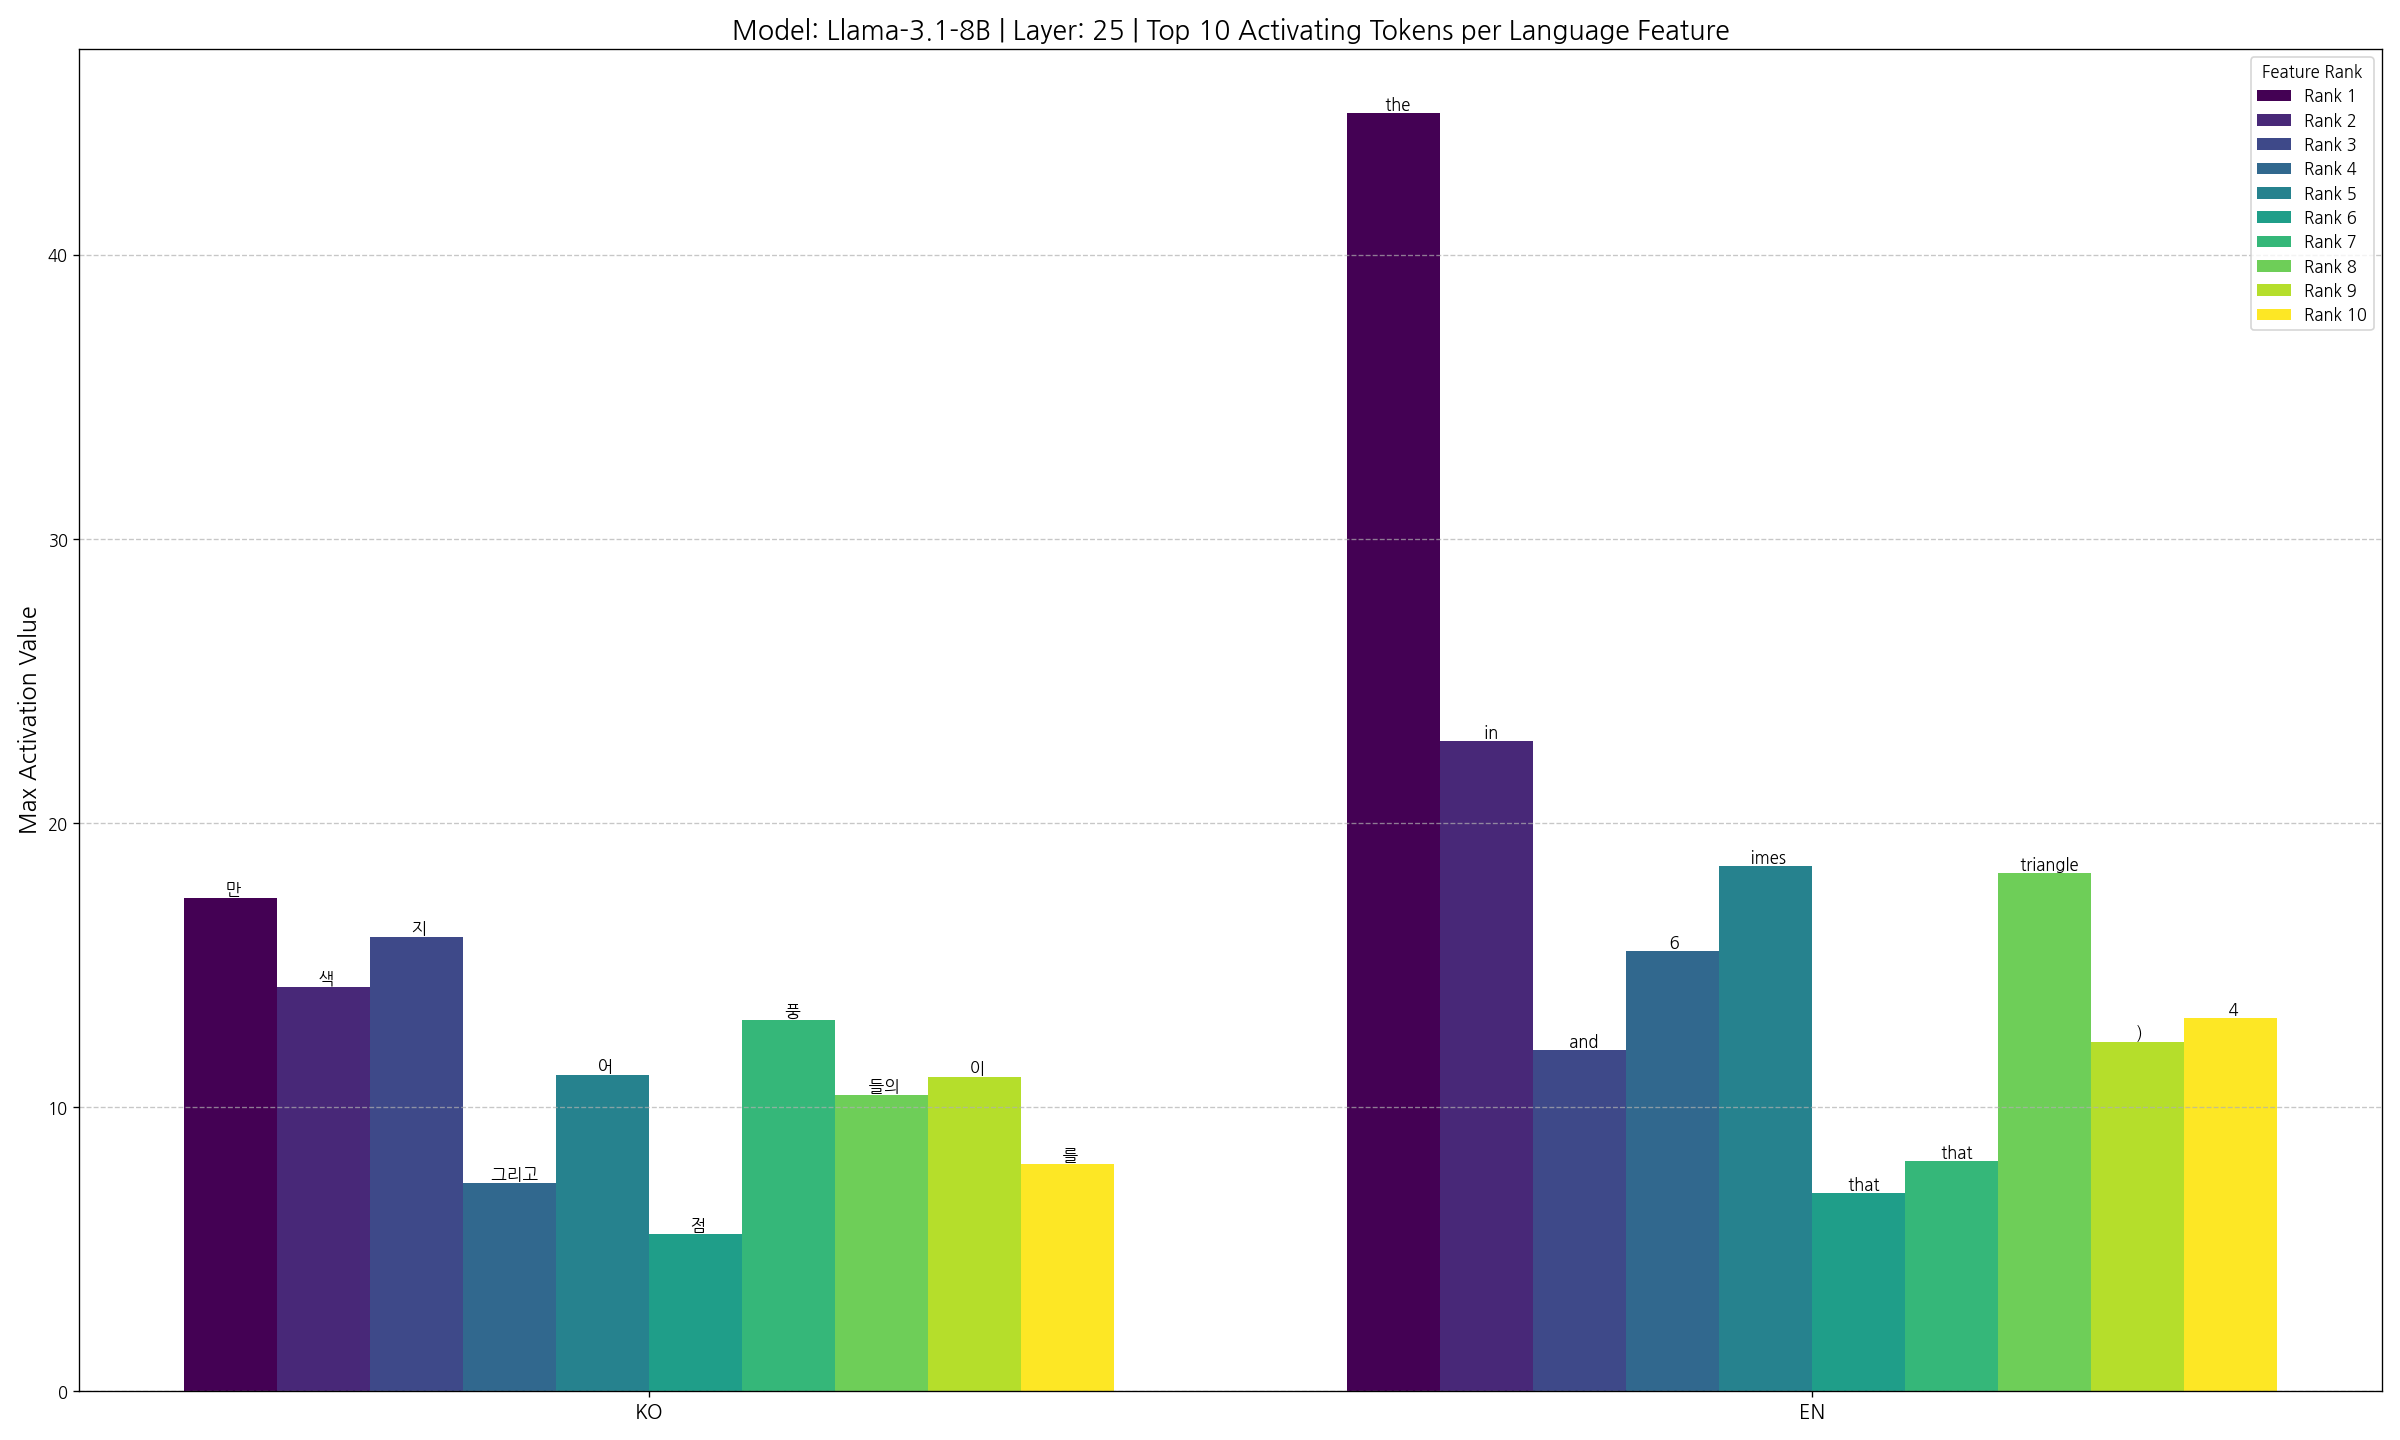 Model: Llama-3.1-8B | Layer: 25 | Top 10 Activating Tokens per Language Feature
Feature Rank
Rank 1
Rank 2
Rank 3
Rank 4
Rank 5
Rank 6
Rank 7
Rank 8
Rank 9
Rank 10
Max Activation Value
40
30
20
10
0
만
색
지
그리고
어
점
풍
들의
이
를
the
in
and
6
imes
that
that
triangle
)
4
KO
EN